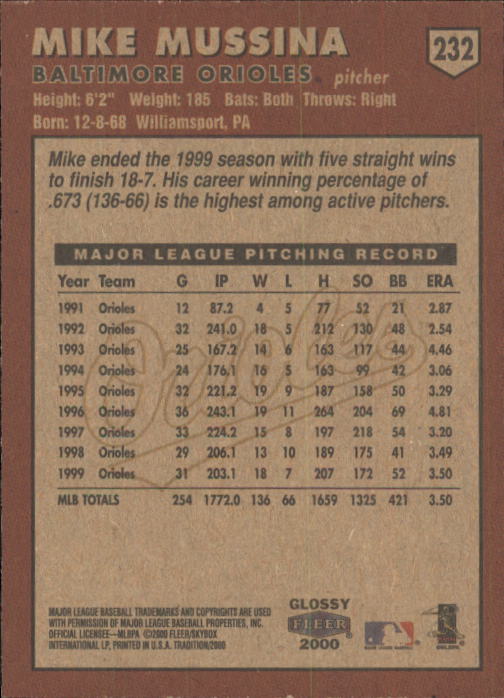 MIKE MUSSINA 232
BALTIMORE ORIOLES pitcher
Height: 6'2" Weight: 185 Bats: Both Throws: Right
Born: 12-8-68 Williamsport, PA
Mike ended the 1999 season with five straight wins
to finish 18-7. His career winning percentage of
.673 (136-66) is the highest among active pitchers.
MAJOR LEAGUE PITCHING RECORD
Year Team G IP W L H SO BB ERA
1991 Orioles 12 87.2 4 5 77 52 21 2.87
1992 Orioles 32 241.0 18 5 212 130 48 2.54
1993 Orioles 25 167.2 14 6 163 117 44 4.46
1994 Orioles 24 176.1 16 5 163 99 42 3.06
1995 Orioles 32 221.2 19 9 187 158 50 3.29
1996 Orioles 36 243.1 19 11 264 204 69 4.81
1997 Orioles 33 224.2 15 8 197 218 54 3.20
1998 Orioles 29 206.1 13 10 189 175 41 3.49
1999 Orioles 31 203.1 18 7 207 172 52 3.50
MLB TOTALS 254 1772.0 136 66 1659 1325 421 3.50
Orioles
MAJOR LEAGUE BASEBALL TRADEMARKS AND COPYRIGHTS ARE USED
WITH PERMISSION OF MAJOR LEAGUE BASEBALL PROPERTIES, INC.
OFFICIAL LICENSEE—MLBPA ©2000 FLEER/SKYBOX
INTERNATIONAL LP, PRINTED IN U.S.A. TRADITION/2000
GLOSSY
FLEER
2000